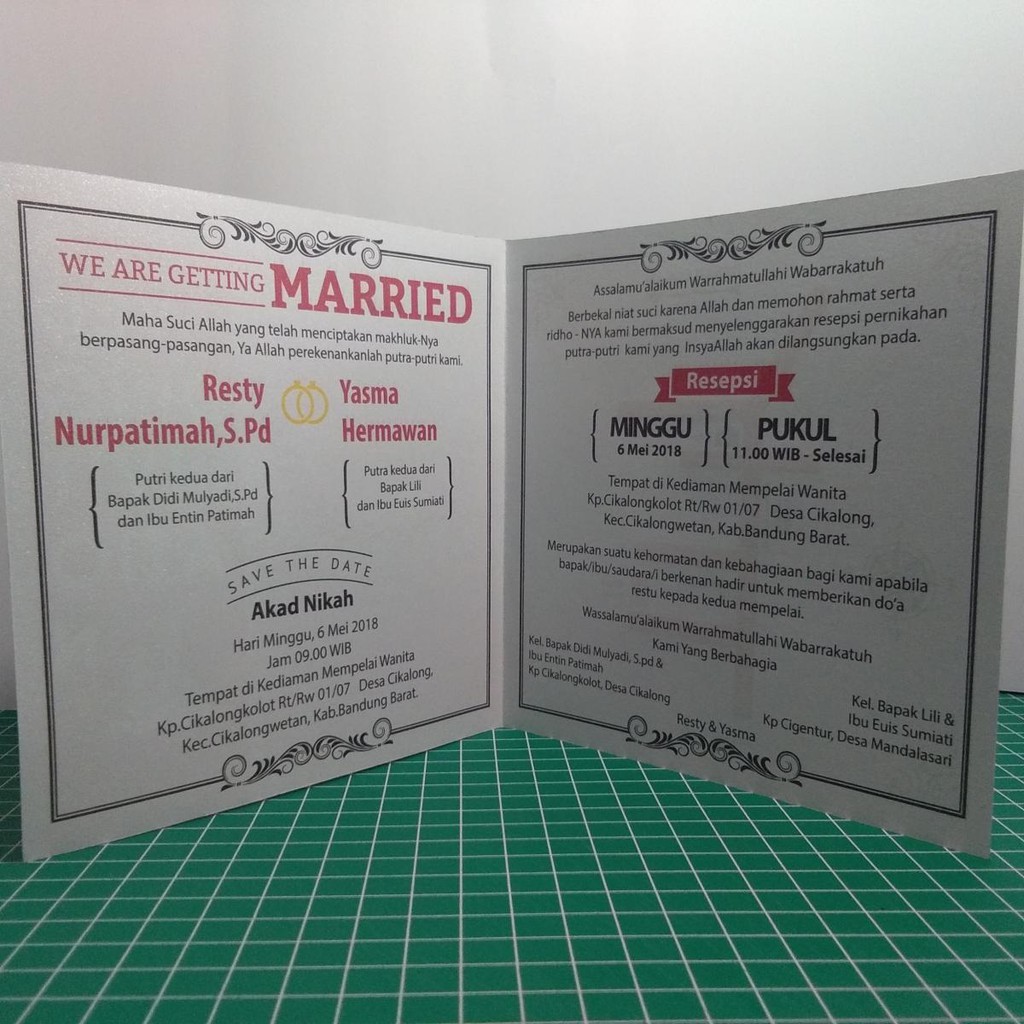 WE ARE GETTING MARRIED
Maha Suci Allah yang telah menciptakan makhluk-Nya
berpasang-pasangan, Ya Allah perekenankanlah putra-putri kami.
Resty
Nurpatimah,S.Pd
Yasma
Hermawan
Putri kedua dari
Bapak Didi Mulyadi,S.Pd
dan Ibu Entin Patimah
Putra kedua dari
Bapak Lili
dan Ibu Euis Sumiati
SAVE THE DATE
Akad Nikah
Hari Minggu, 6 Mei 2018
Jam 09.00 WIB
Tempat di Kediaman Mempelai Wanita
Kp.Cikalongkolot Rt/Rw 01/07 Desa Cikalong,
Kec.Cikalongwetan, Kab.Bandung Barat.
Assalamu'alaikum Warrahmatullahi Wabarrakatuh
Berbekal niat suci karena Allah dan memohon rahmat serta
ridho - NYA kami bermaksud menyelenggarakan resepsi pernikahan
putra-putri kami yang InsyaAllah akan dilangsungkan pada.
Resepsi
MINGGU
6 Mei 2018
PUKUL
11.00 WIB - Selesai
Tempat di Kediaman Mempelai Wanita
Kp.Cikalongkolot Rt/Rw 01/07 Desa Cikalong,
Kec.Cikalongwetan, Kab.Bandung Barat.
Merupakan suatu kehormatan dan kebahagiaan bagi kami apabila
bapak/ibu/saudara/i berkenan hadir untuk memberikan do'a
restu kepada kedua mempelai.
Wassalamu'alaikum Warrahmatullahi Wabarrakatuh
Kami Yang Berbahagia
Kel. Bapak Didi Mulyadi, S.pd &
Ibu Entin Patimah
Kp Cikalongkolot, Desa Cikalong
Resty & Yasma
Kel. Bapak Lili &
Ibu Euis Sumiati
Kp Cigentur, Desa Mandalasari